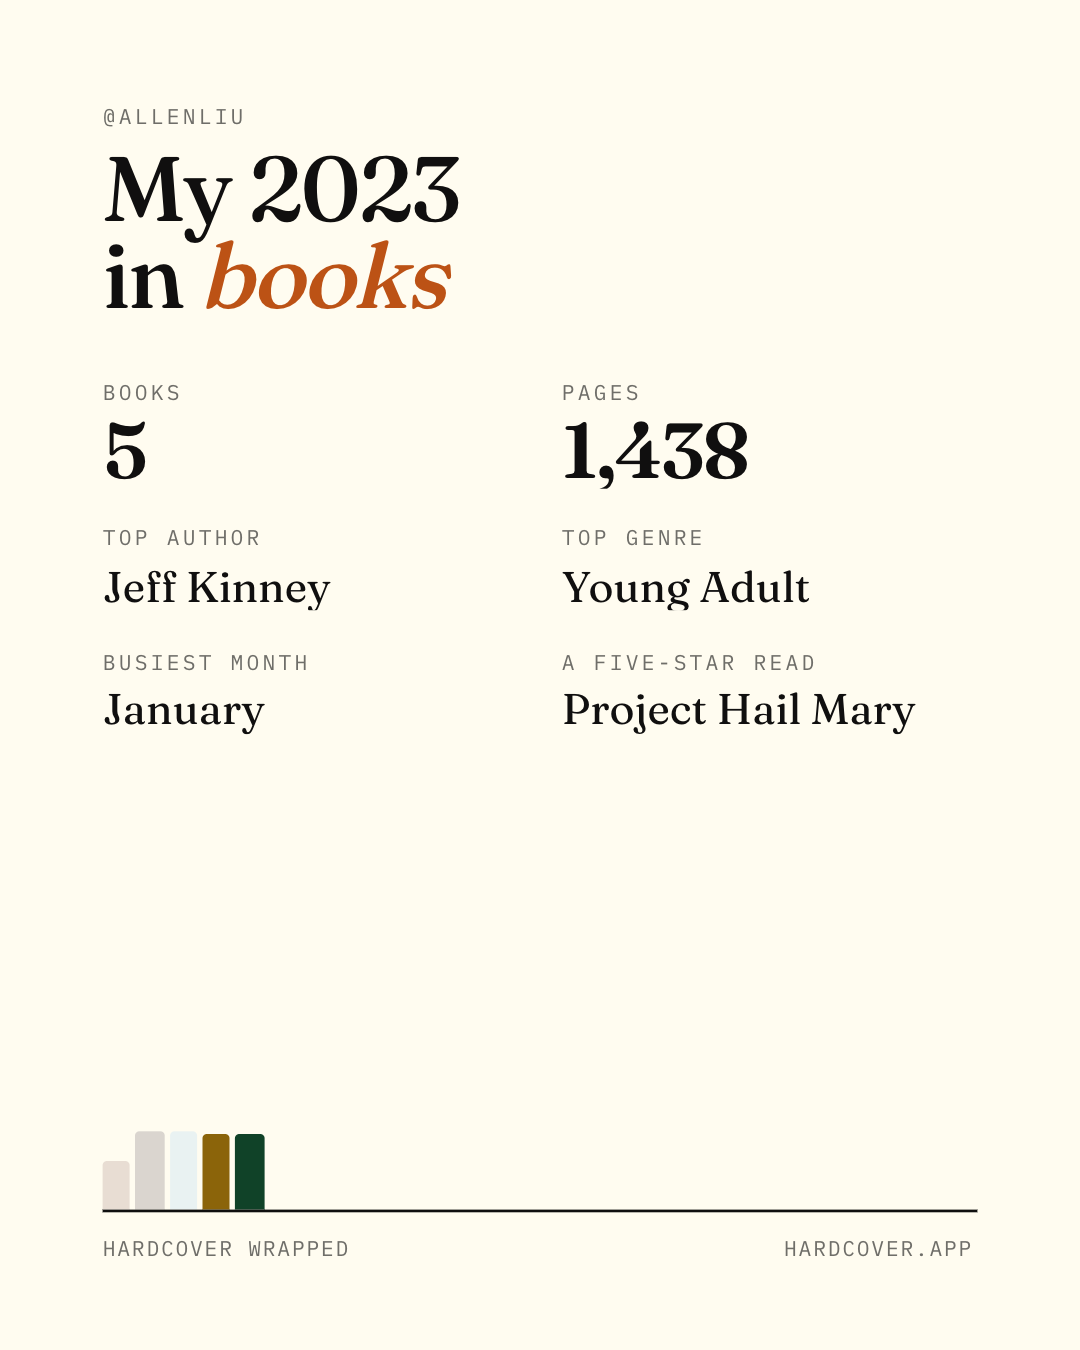 @ALLENLIU
My 2023
in books
BOOKS
5
PAGES
1,438
TOP AUTHOR
Jeff Kinney
TOP GENRE
Young Adult
BUSIEST MONTH
January
A FIVE-STAR READ
Project Hail Mary
HARDCOVER WRAPPED
HARDCOVER.APP